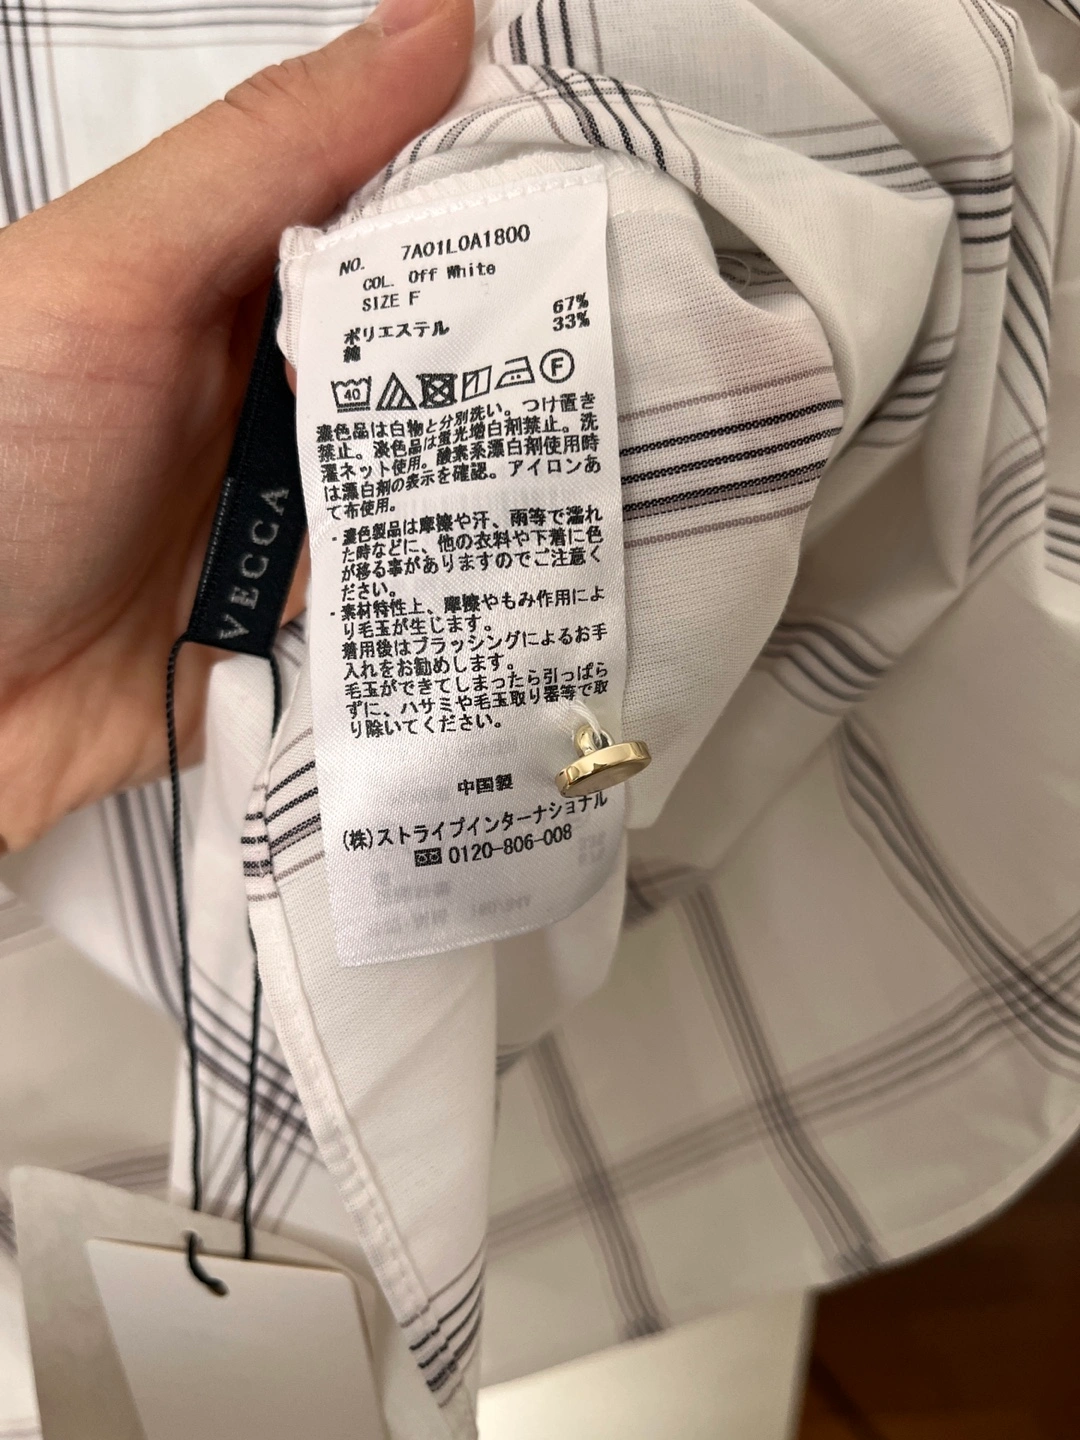 NO. 7A01L0A1800
COL. Off White
SIZE F
ポリエステル 67%
綿 33%
40
F
濃色品は白物と分別洗い。つけ置き
禁止。淡色品は蛍光増白剤禁止。洗
濯ネット使用。酸素系漂白剤使用時
は漂白剤の表示を確認。アイロンあ
て布使用。
・濃色製品は摩擦や汗、雨等で濡れ
た時などに、他の衣料や下着に色
が移る事がありますのでご注意く
ださい。
・素材特性上、摩擦やもみ作用によ
り毛玉が生じます。
着用後はブラッシングによるお手
入れをお勧めします。
毛玉ができてしまったら引っぱら
ずに、ハサミや毛玉取り器等で取
り除いてください。
中国製
(株)ストライプインターナショナル
0120-806-008
VECCA